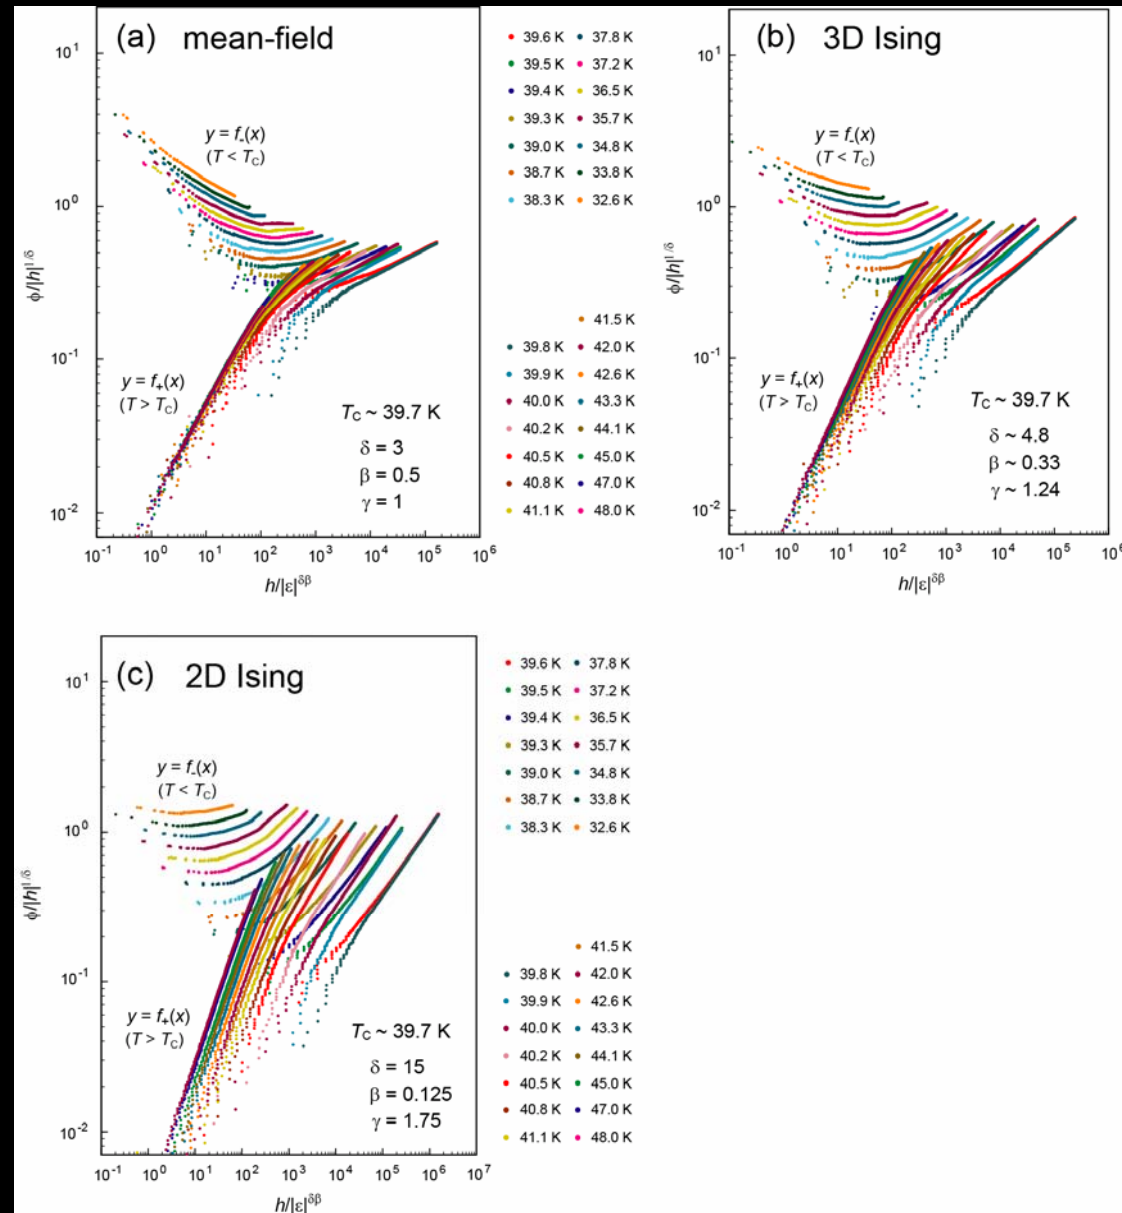 (a) mean-field
y = f₋(x)
(T < T_C)
y = f₊(x)
(T > T_C)
T_C ~ 39.7 K
δ = 3
β = 0.5
γ = 1
10¹
10⁰
10⁻¹
10⁻²
ϕ/|h|^1/δ
10⁻¹ 10⁰ 10¹ 10² 10³ 10⁴ 10⁵ 10⁶
h/|ε|^δβ
39.6 K 37.8 K
39.5 K 37.2 K
39.4 K 36.5 K
39.3 K 35.7 K
39.0 K 34.8 K
38.7 K 33.8 K
38.3 K 32.6 K
41.5 K
39.8 K 42.0 K
39.9 K 42.6 K
40.0 K 43.3 K
40.2 K 44.1 K
40.5 K 45.0 K
40.8 K 47.0 K
41.1 K 48.0 K
(b) 3D Ising
y = f₋(x)
(T < T_C)
y = f₊(x)
(T > T_C)
T_C ~ 39.7 K
δ ~ 4.8
β ~ 0.33
γ ~ 1.24
10¹
10⁰
10⁻¹
10⁻²
ϕ/|h|^1/δ
10⁻¹ 10⁰ 10¹ 10² 10³ 10⁴ 10⁵ 10⁶
h/|ε|^δβ
(c) 2D Ising
y = f₋(x)
(T < T_C)
y = f₊(x)
(T > T_C)
T_C ~ 39.7 K
δ = 15
β = 0.125
γ = 1.75
10¹
10⁰
10⁻¹
10⁻²
ϕ/|h|^1/δ
10⁻¹ 10⁰ 10¹ 10² 10³ 10⁴ 10⁵ 10⁶ 10⁷
h/|ε|^δβ
39.6 K 37.8 K
39.5 K 37.2 K
39.4 K 36.5 K
39.3 K 35.7 K
39.0 K 34.8 K
38.7 K 33.8 K
38.3 K 32.6 K
41.5 K
39.8 K 42.0 K
39.9 K 42.6 K
40.0 K 43.3 K
40.2 K 44.1 K
40.5 K 45.0 K
40.8 K 47.0 K
41.1 K 48.0 K